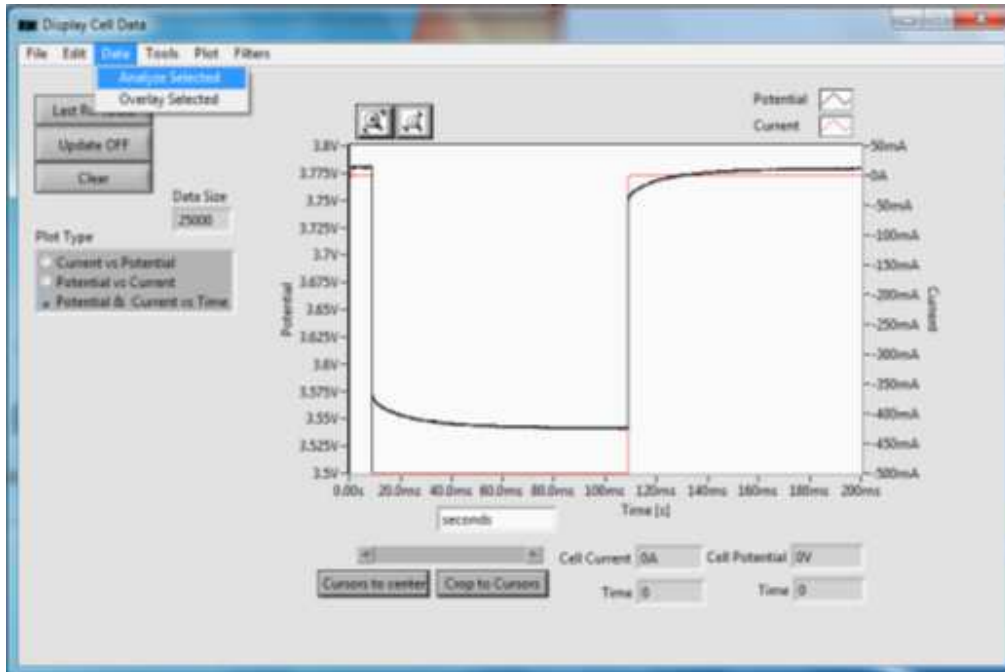 Display Cell Data
File Edit Data Tools Plot Filters
Analyze Selected
Overlay Selected
Last
Update OFF
Clear
Data Size
25000
Plot Type
Current vs Potential
Potential vs Current
Potential & Current vs Time
Potential
Current
3.8V
3.775V
3.75V
3.725V
3.7V
3.675V
3.65V
3.625V
3.6V
3.575V
3.55V
3.525V
3.5V
Potential
50mA
0A
-50mA
-100mA
-150mA
-200mA
-250mA
-300mA
-350mA
-400mA
-450mA
-500mA
Current
0.00s 20.0ms 40.0ms 60.0ms 80.0ms 100ms 120ms 140ms 160ms 180ms 200ms
Time [s]
seconds
Cell Current 0A Cell Potential 0V
Cursors to center Crop to Cursors Time 0 Time 0